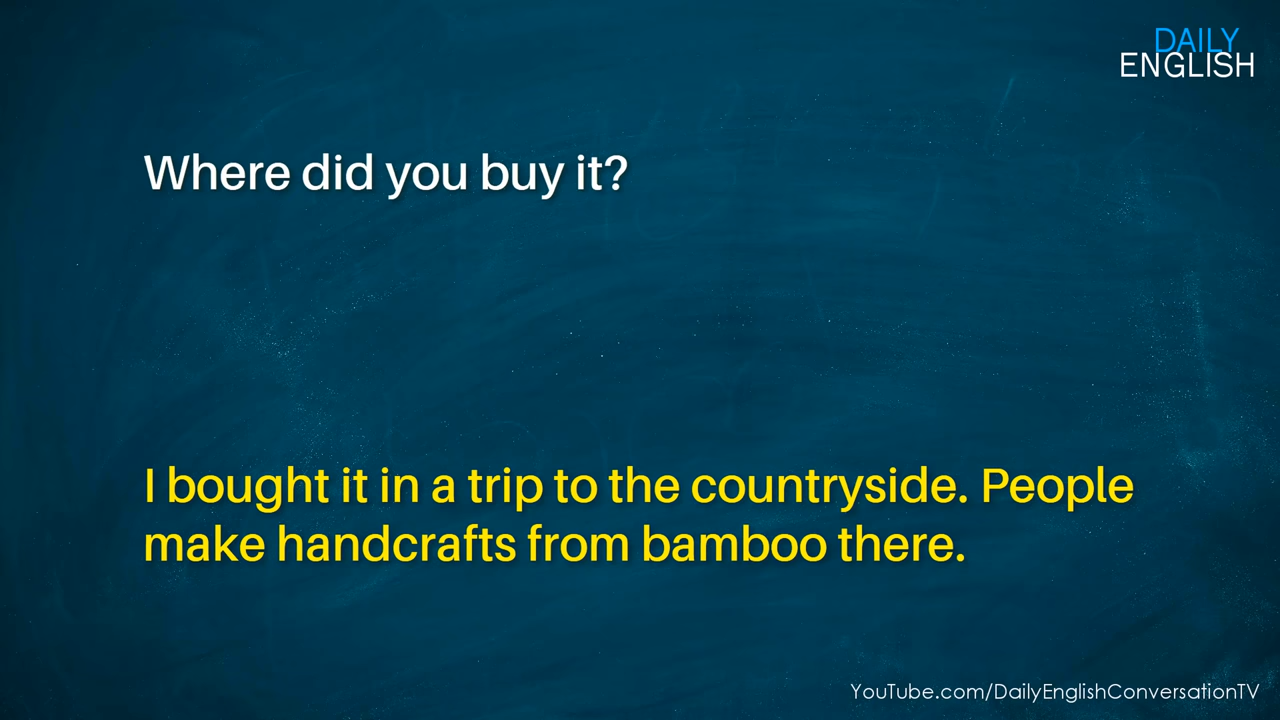 DAILY
ENGLISH
Where did you buy it?
I bought it in a trip to the countryside. People
make handcrafts from bamboo there.
YouTube.com/DailyEnglishConversationTV